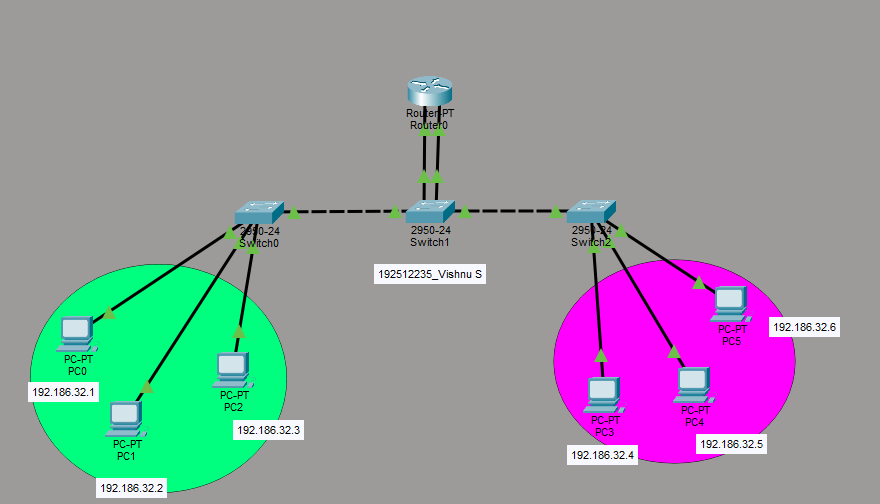 Router-PT
Router0
2950-24
Switch0
2950-24
Switch1
2950-24
Switch2
192512235_Vishnu S
PC-PT
PC0
192.186.32.1
PC-PT
PC1
192.186.32.2
PC-PT
PC2
192.186.32.3
PC-PT
PC3
192.186.32.4
PC-PT
PC4
192.186.32.5
PC-PT
PC5
192.186.32.6